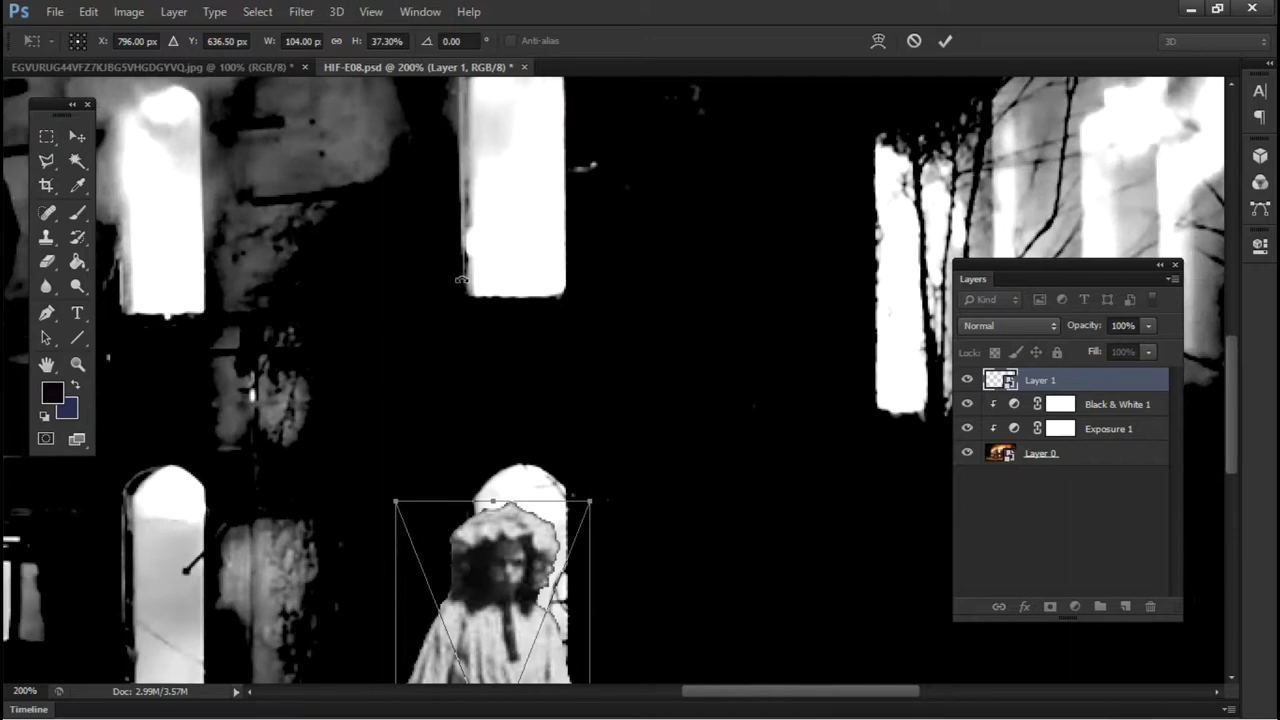 Ps File Edit Image Layer Type Select Filter 3D View Window Help
X: 796.00 px Y: 636.50 px W: 104.00 p H: 37.30% 0.00 ° Anti-alias 3D
EGVURUG44VFZ7KJBG5VHGDGYVQ.jpg @ 100% (RGB/8) * × HIF-E08.psd @ 200% (Layer 1, RGB/8) * ×
Layers
Kind
Normal Opacity: 100%
Lock: Fill: 100%
Layer 1
Black & White 1
Exposure 1
Layer 0
200% Doc: 2.99M/3.57M
Timeline